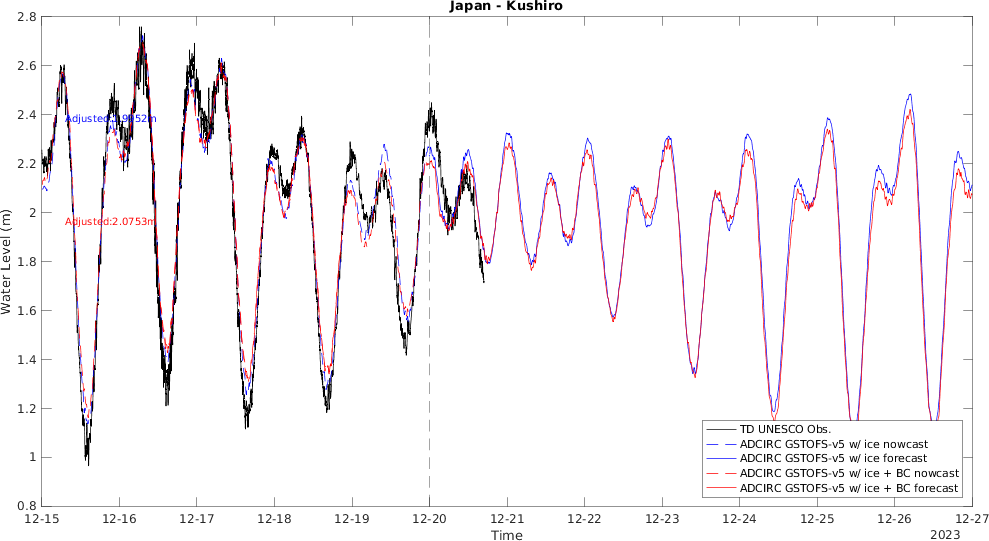 Japan - Kushiro
2.8
2.6
2.4
2.2
2
1.8
1.6
1.4
1.2
1
0.8
Water Level (m)
Adjusted:2.0753m
TD UNESCO Obs.
ADCIRC GSTOFS-v5 w/ ice nowcast
ADCIRC GSTOFS-v5 w/ ice forecast
ADCIRC GSTOFS-v5 w/ ice + BC nowcast
ADCIRC GSTOFS-v5 w/ ice + BC forecast
12-15 12-16 12-17 12-18 12-19 12-20 12-21 12-22 12-23 12-24 12-25 12-26 12-27
Time
2023